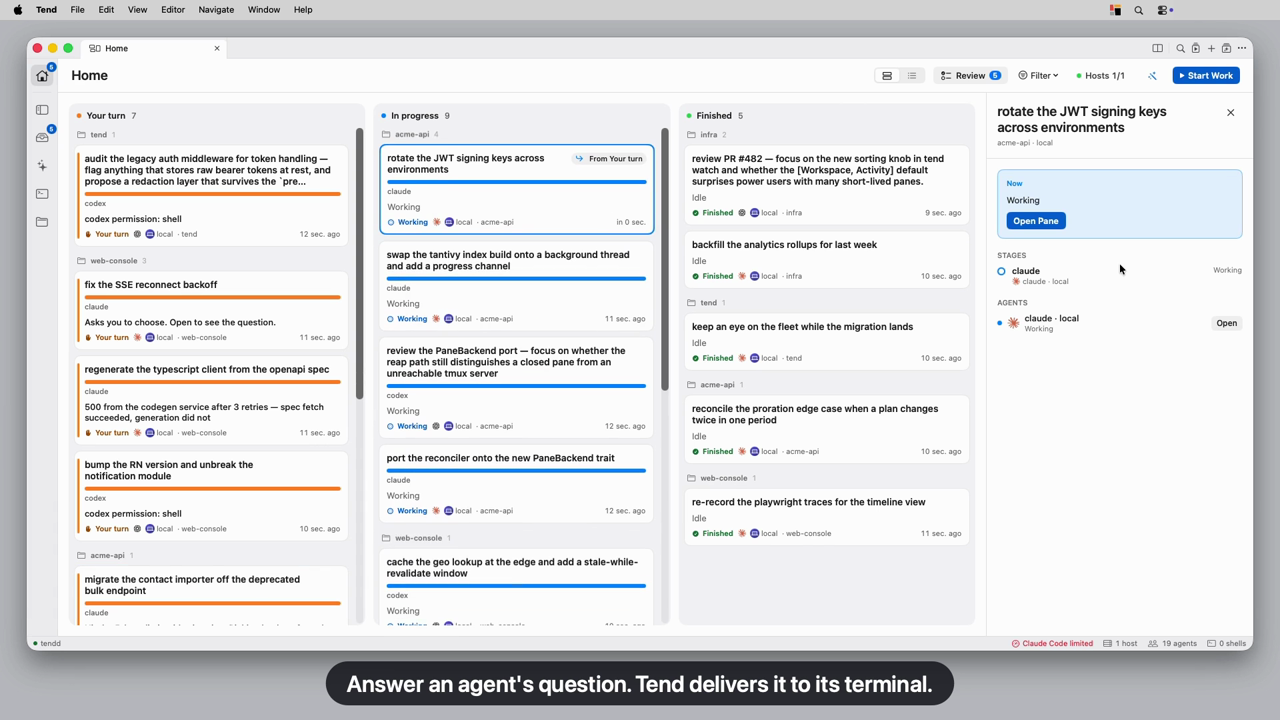 Tend File Edit View Editor Navigate Window Help
Home
5
Home
Review 5
Filter
Hosts 1/1
Start Work
5
Your turn 7
tend 1
audit the legacy auth middleware for token handling —
flag anything that stores raw bearer tokens at rest, and
propose a redaction layer that survives the `pre...
codex
codex permission: shell
Your turn local · tend 12 sec. ago
web-console 3
fix the SSE reconnect backoff
claude
Asks you to choose. Open to see the question.
Your turn local · web-console 11 sec. ago
regenerate the typescript client from the openapi spec
claude
500 from the codegen service after 3 retries — spec fetch
succeeded, generation did not
Your turn local · web-console 11 sec. ago
bump the RN version and unbreak the
notification module
codex
codex permission: shell
Your turn local · web-console 10 sec. ago
acme-api 1
migrate the contact importer off the deprecated
bulk endpoint
claude
In progress 9
acme-api 4
rotate the JWT signing keys across
environments
From Your turn
claude
Working
Working local · acme-api in 0 sec.
swap the tantivy index build onto a background thread
and add a progress channel
claude
Working
Working local · acme-api 11 sec. ago
review the PaneBackend port — focus on whether the
reap path still distinguishes a closed pane from an
unreachable tmux server
codex
Working
Working local · acme-api 12 sec. ago
port the reconciler onto the new PaneBackend trait
claude
Working
Working local · acme-api 12 sec. ago
web-console 1
cache the geo lookup at the edge and add a stale-while-
revalidate window
codex
Working
Finished 5
infra 2
review PR #482 — focus on the new sorting knob in tend
watch and whether the [Workspace, Activity] default
surprises power users with many short-lived panes.
Idle
Finished local · infra 9 sec. ago
backfill the analytics rollups for last week
Idle
Finished local · infra 10 sec. ago
tend 1
keep an eye on the fleet while the migration lands
Idle
Finished local · tend 10 sec. ago
acme-api 1
reconcile the proration edge case when a plan changes
twice in one period
Idle
Finished local · acme-api 10 sec. ago
web-console 1
re-record the playwright traces for the timeline view
Idle
Finished local · web-console 11 sec. ago
rotate the JWT signing keys
across environments
acme-api · local
Now
Working
Open Pane
STAGES
claude Working
claude · local
AGENTS
claude · local
Working
Open
tendd
Claude Code limited
1 host
19 agents
0 shells
Answer an agent's question. Tend delivers it to its terminal.